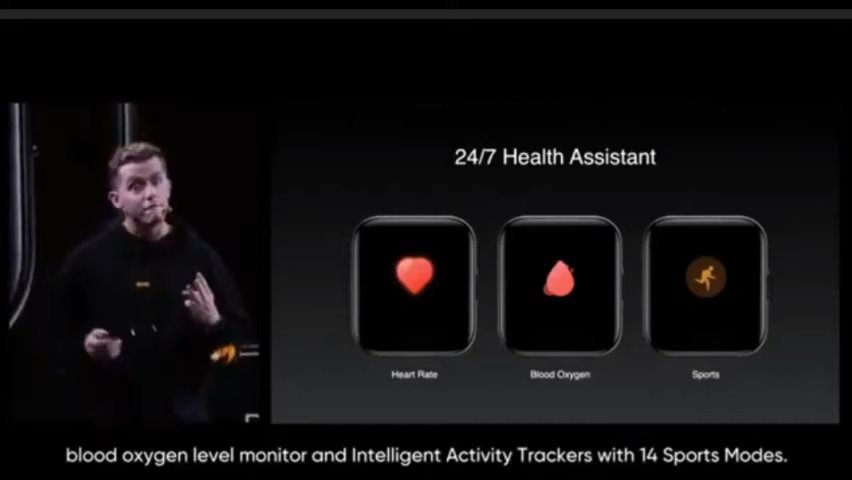 24/7 Health Assistant
Heart Rate
Blood Oxygen
Sports
blood oxygen level monitor and Intelligent Activity Trackers with 14 Sports Modes.